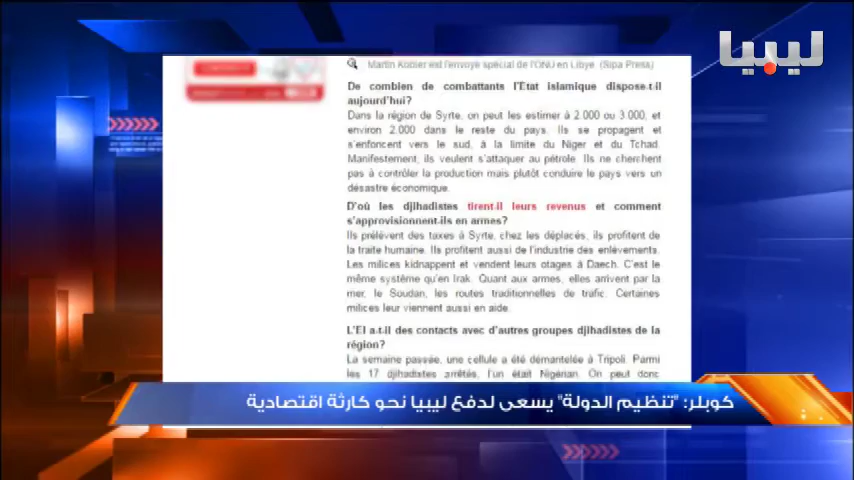 ليبيا
Martin Kobler est l'envoyé spécial de l'ONU en Libye. (Sipa Press)
De combien de combattants l'Etat islamique dispose-t-il
aujourd'hui?
Dans la région de Syrte, on peut les estimer à 2.000 ou 3.000, et
environ 2.000 dans le reste du pays. Ils se propagent et
s'enfoncent vers le sud, à la limite du Niger et du Tchad.
Manifestement, ils veulent s'attaquer au pétrole. Ils ne cherchent
pas à contrôler la production mais plutôt conduire le pays vers un
désastre économique.
D'où les djihadistes tirent-il leurs revenus et comment
s'approvisionnent-ils en armes?
Ils prélèvent des taxes à Syrte, chez les déplacés, ils profitent de
la traite humaine. Ils profitent aussi de l'industrie des enlèvements.
Les milices kidnappent et vendent leurs otages à Daech. C'est le
même système qu'en Irak. Quant aux armes, elles arrivent par la
mer, le Soudan, les routes traditionnelles de trafic. Certaines
milices leur viennent aussi en aide.
L'EI a-t-il des contacts avec d'autres groupes djihadistes de la
région?
La semaine passée, une cellule a été démantelée à Tripoli. Parmi
les 17 djihadistes arrêtés, l'un était Nigérian. On peut donc
كوبلر: "تنظيم الدولة" يسعى لدفع ليبيا نحو كارثة اقتصادية